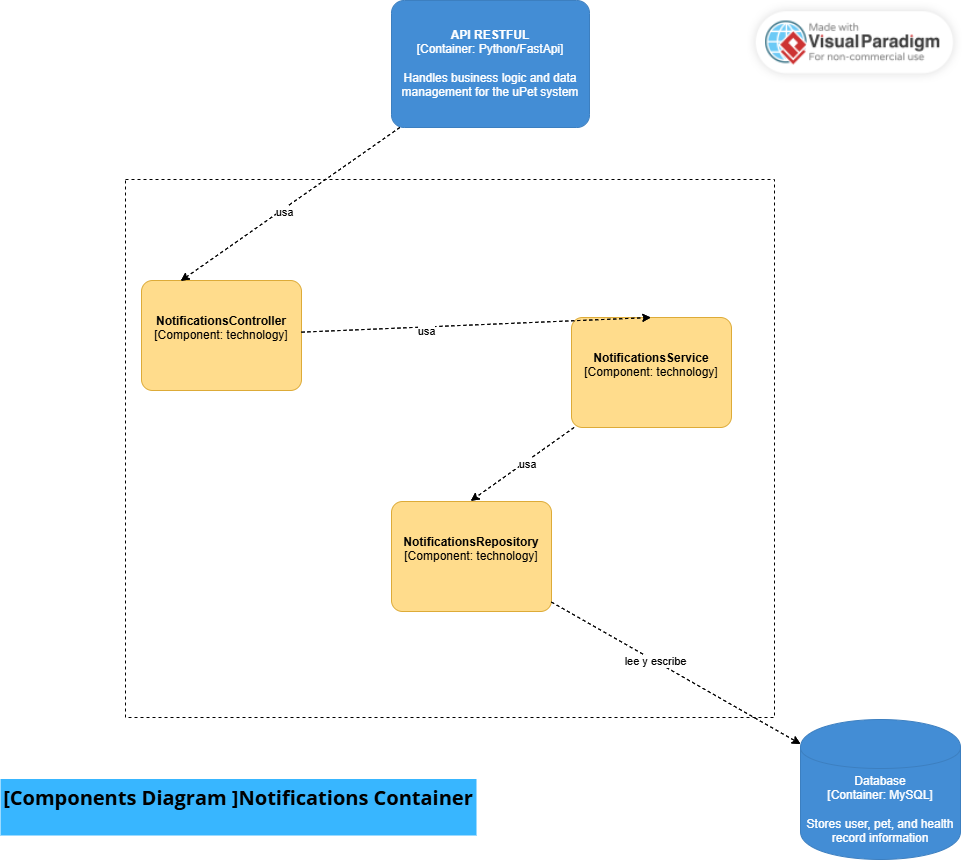 API RESTFUL
[Container: Python/FastApi]
Handles business logic and data
management for the uPet system
Made with
VisualParadigm
For non-commercial use
usa
NotificationsController
[Component: technology]
usa
NotificationsService
[Component: technology]
usa
NotificationsRepository
[Component: technology]
lee y escribe
Database
[Container: MySQL]
Stores user, pet, and health
record information
[Components Diagram ]Notifications Container